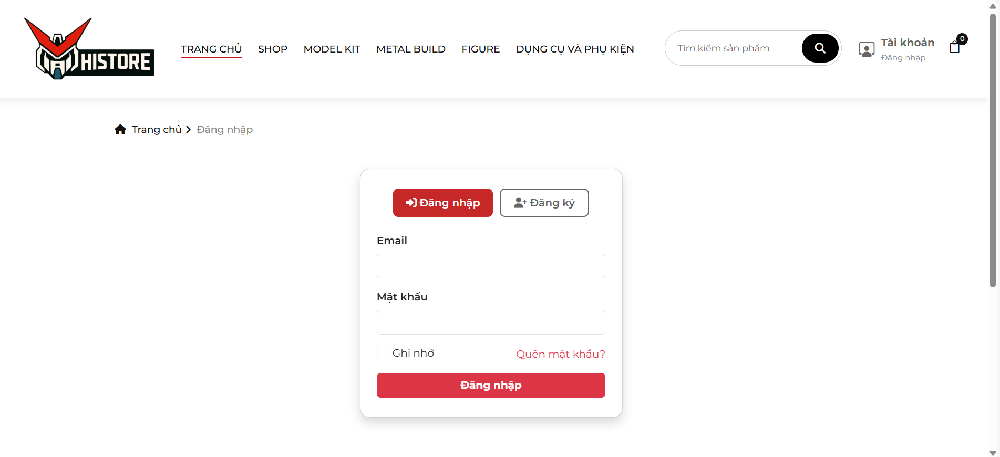 HISTORE
TRANG CHỦ SHOP MODEL KIT METAL BUILD FIGURE DỤNG CỤ VÀ PHỤ KIỆN
Tìm kiếm sản phẩm
Tài khoản
Đăng nhập
0
Trang chủ Đăng nhập
Đăng nhập Đăng ký
Email
Mật khẩu
Ghi nhớ Quên mật khẩu?
Đăng nhập